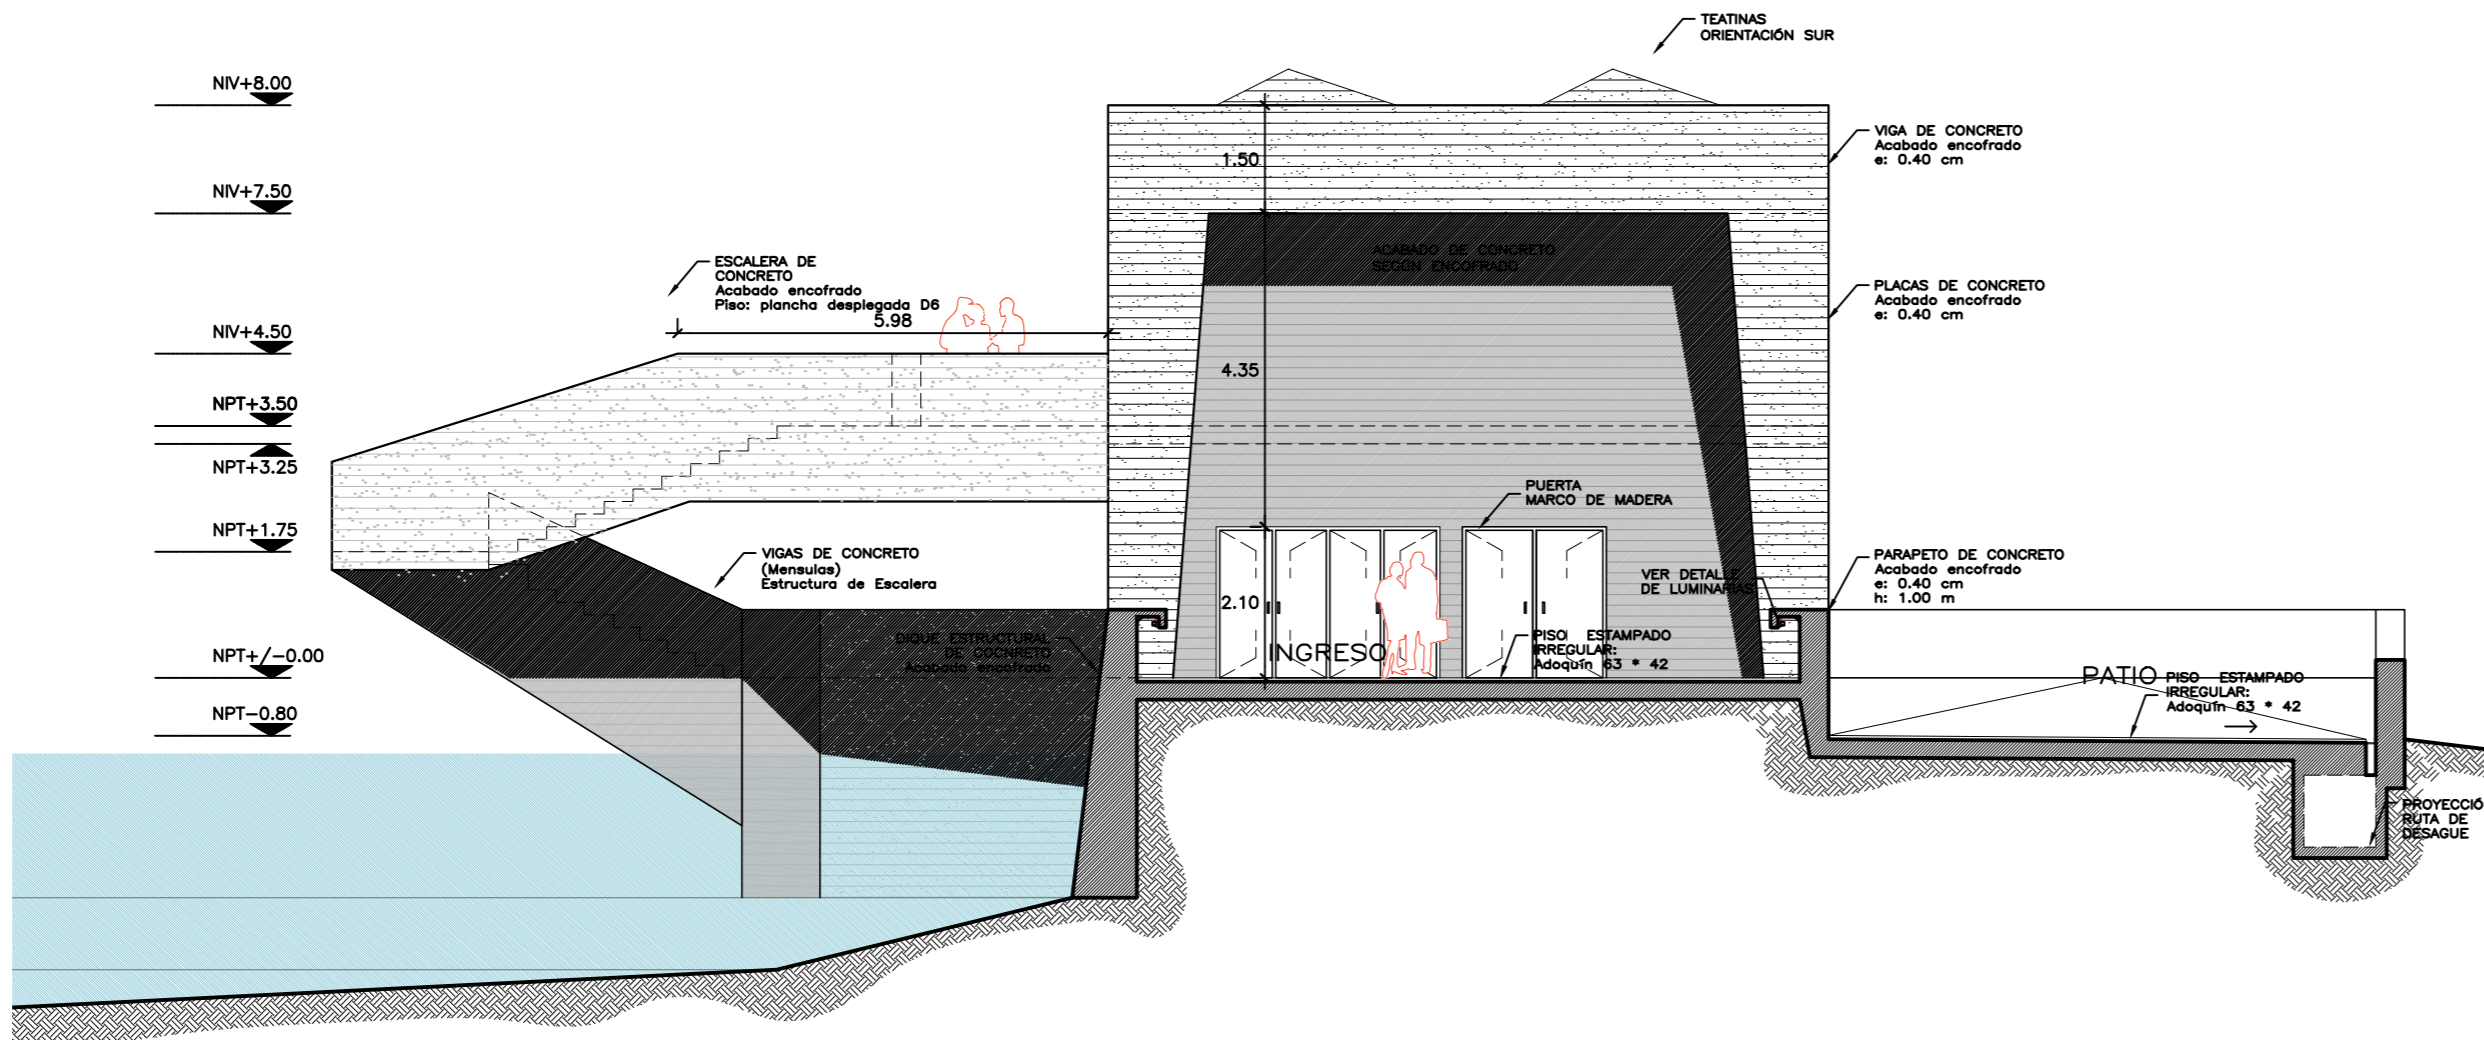 TEATINAS
ORIENTACIÓN SUR
NIV+8.00
VIGA DE CONCRETO
Acabado encofrado
e: 0.40 cm
1.50
NIV+7.50
ACABADO DE CONCRETO
SEGÚN ENCOFRADO
ESCALERA DE
CONCRETO
Acabado encofrado
Piso: plancha desplegada D6
5.98
PLACAS DE CONCRETO
Acabado encofrado
e: 0.40 cm
NIV+4.50
4.35
NPT+3.50
NPT+3.25
PUERTA
MARCO DE MADERA
NPT+1.75
VIGAS DE CONCRETO
(Mensulas)
Estructura de Escalera
PARAPETO DE CONCRETO
Acabado encofrado
e: 0.40 cm
h: 1.00 m
VER DETALLE
DE LUMINARIAS
2.10
DIQUE ESTRUCTURAL
DE COCNRETO
Acabado encofrado
INGRESO
PISO ESTAMPADO
IRREGULAR:
Adoquín 63 * 42
NPT+/-0.00
PATIO
PISO ESTAMPADO
IRREGULAR:
Adoquín 63 * 42
NPT-0.80
PROYECCIÓ
RUTA DE
DESAGUE